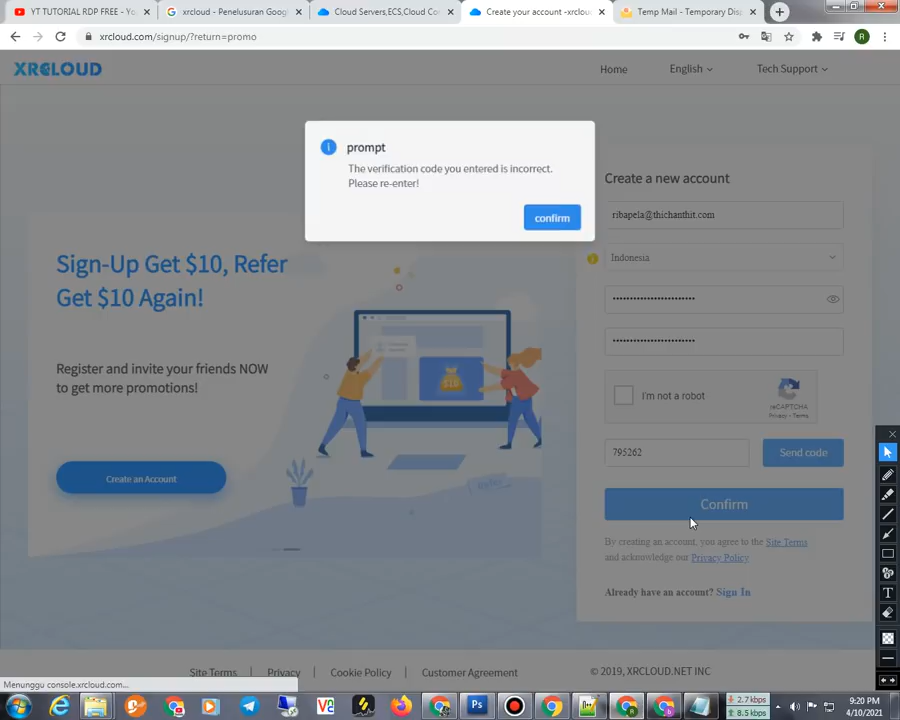 YT TUTORIAL RDP FREE - Yo
xrcloud - Penelusuran Googl
Cloud Servers,ECS,Cloud Co
Create your account -xrclou
Temp Mail - Temporary Disp
xrcloud.com/signup/?return=promo
R
XRCLOUD
Home
English
Tech Support
prompt
The verification code you entered is incorrect.
Please re-enter!
confirm
Sign-Up Get $10, Refer
Get $10 Again!
Register and invite your friends NOW
to get more promotions!
Create an Account
$10
Create a new account
ribapela@thichanthit.com
Indonesia
I'm not a robot
reCAPTCHA
Privacy - Terms
795262
Send code
Confirm
By creating an account, you agree to the Site Terms
and acknowledge our Privacy Policy
Already have an account? Sign In
Site Terms
Privacy
Cookie Policy
Customer Agreement
© 2019, XRCLOUD.NET INC
Menunggu console.xrcloud.com...
T
Ps
2.7 kbps
8.5 kbps
9:20 PM
4/10/2021